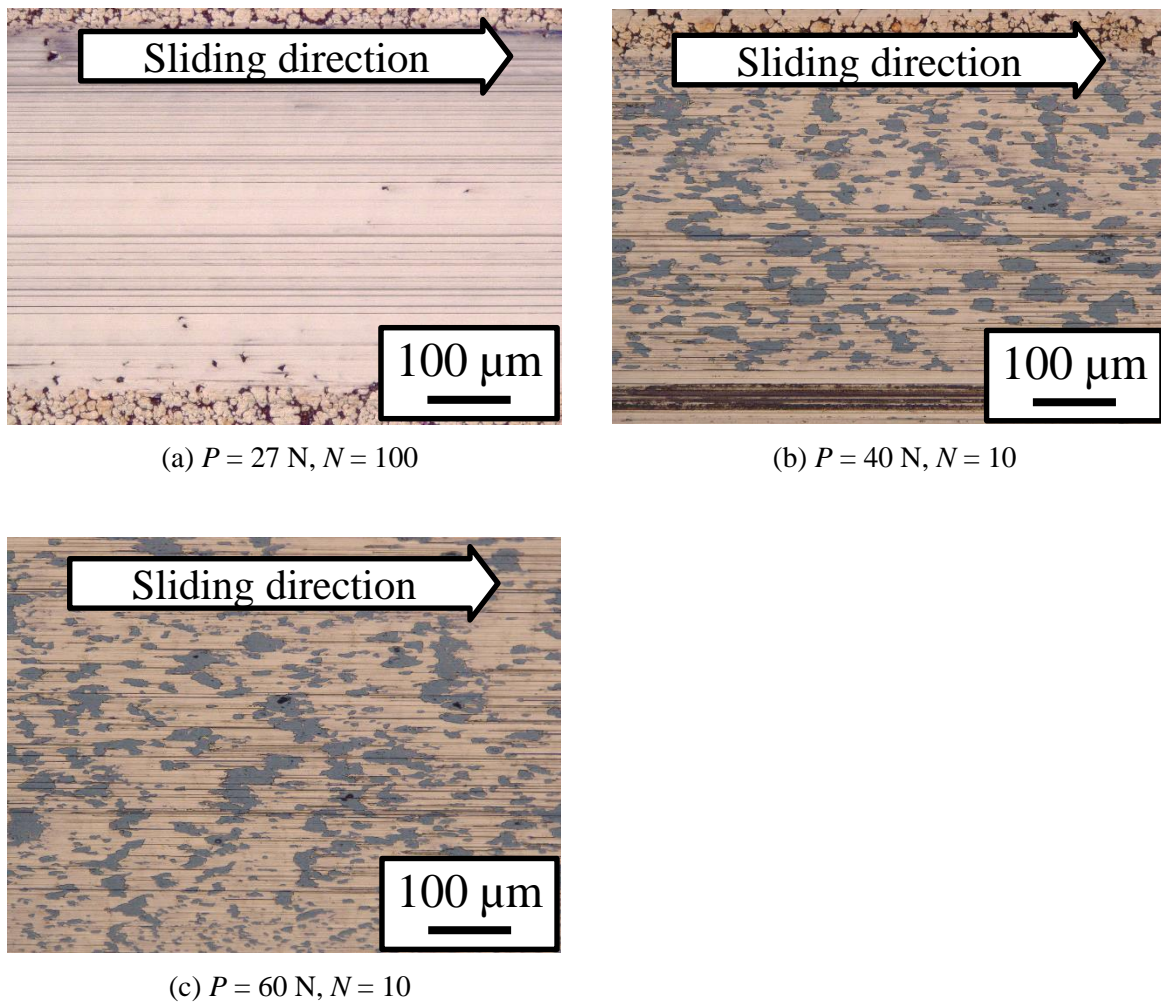 Sliding direction
100 μm
(a) P = 27 N, N = 100
Sliding direction
100 μm
(b) P = 40 N, N = 10
Sliding direction
100 μm
(c) P = 60 N, N = 10